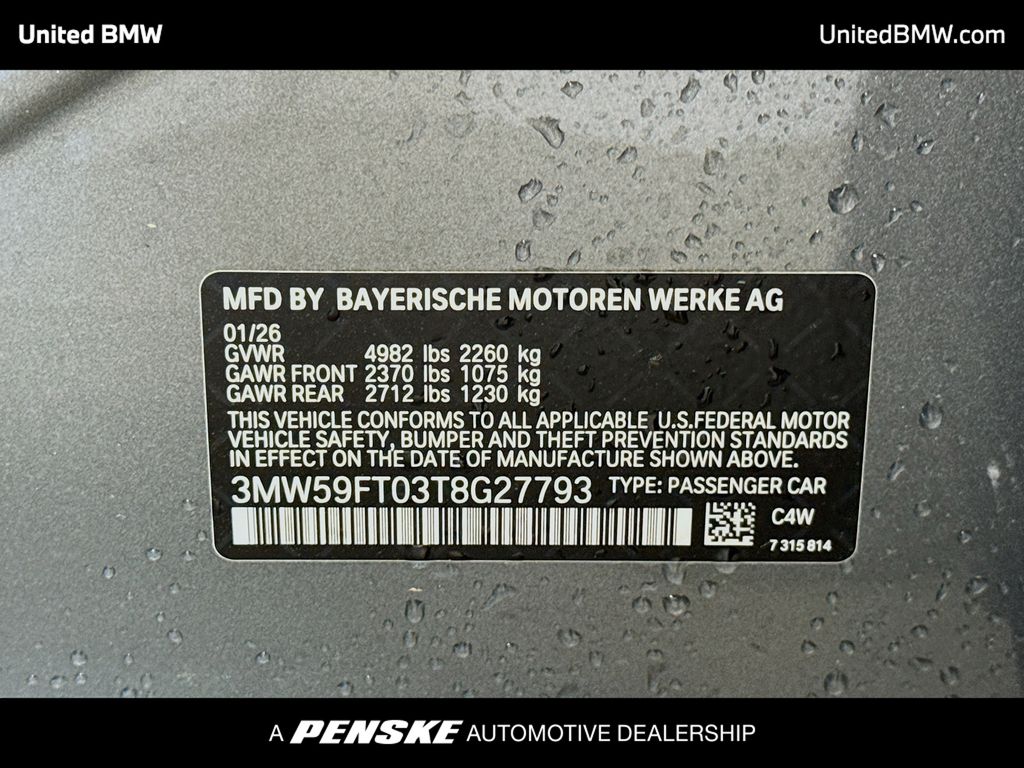 United BMW
UnitedBMW.com
MFD BY BAYERISCHE MOTOREN WERKE AG
01/26
GVWR 4982 lbs 2260 kg
GAWR FRONT 2370 lbs 1075 kg
GAWR REAR 2712 lbs 1230 kg
THIS VEHICLE CONFORMS TO ALL APPLICABLE U.S.FEDERAL MOTOR
VEHICLE SAFETY, BUMPER AND THEFT PREVENTION STANDARDS
IN EFFECT ON THE DATE OF MANUFACTURE SHOWN ABOVE.
3MW59FT03T8G27793 TYPE: PASSENGER CAR
C4W
7 315 814
A PENSKE AUTOMOTIVE DEALERSHIP